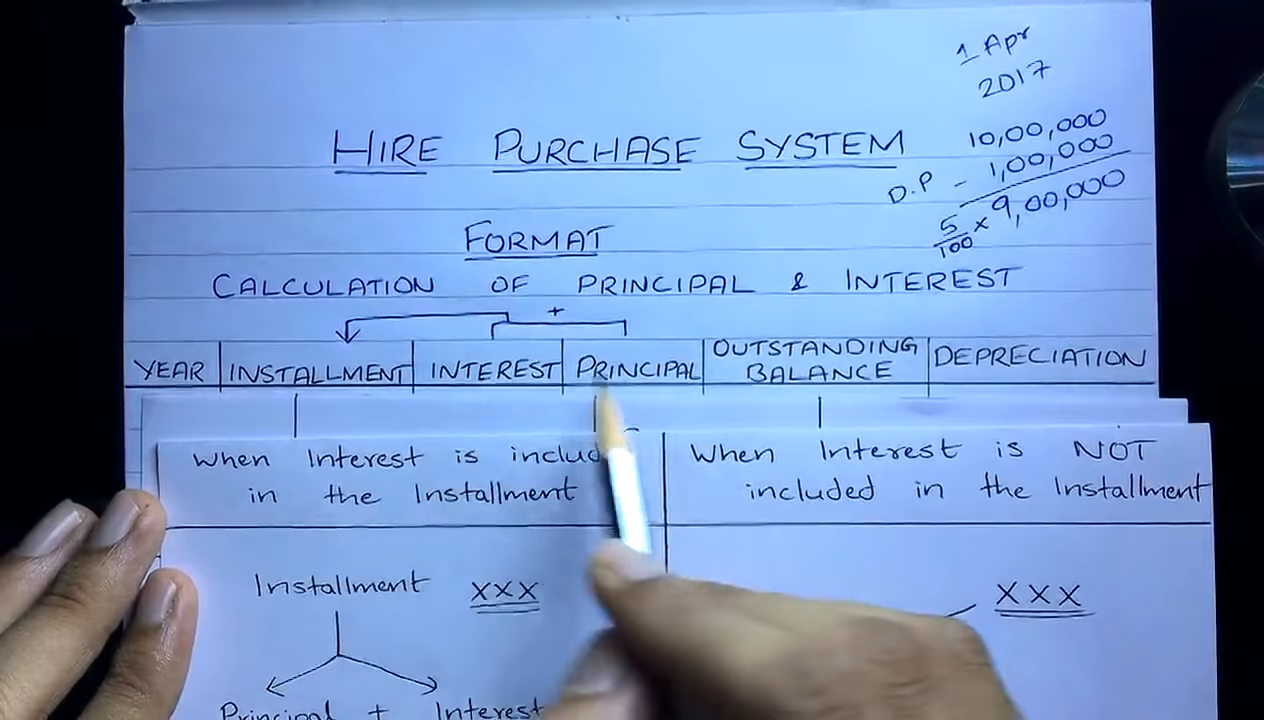 1 Apr
2017
HIRE PURCHASE SYSTEM
10,00,000
D.P - 1,00,000
5/100 × 9,00,000
FORMAT
CALCULATION OF PRINCIPAL & INTEREST
+
YEAR INSTALLMENT INTEREST PRINCIPAL OUTSTANDING BALANCE DEPRECIATION
When Interest is includ
in the Installment
When Interest is NOT
included in the Installment
Installment XXX
XXX
Principal + Interest